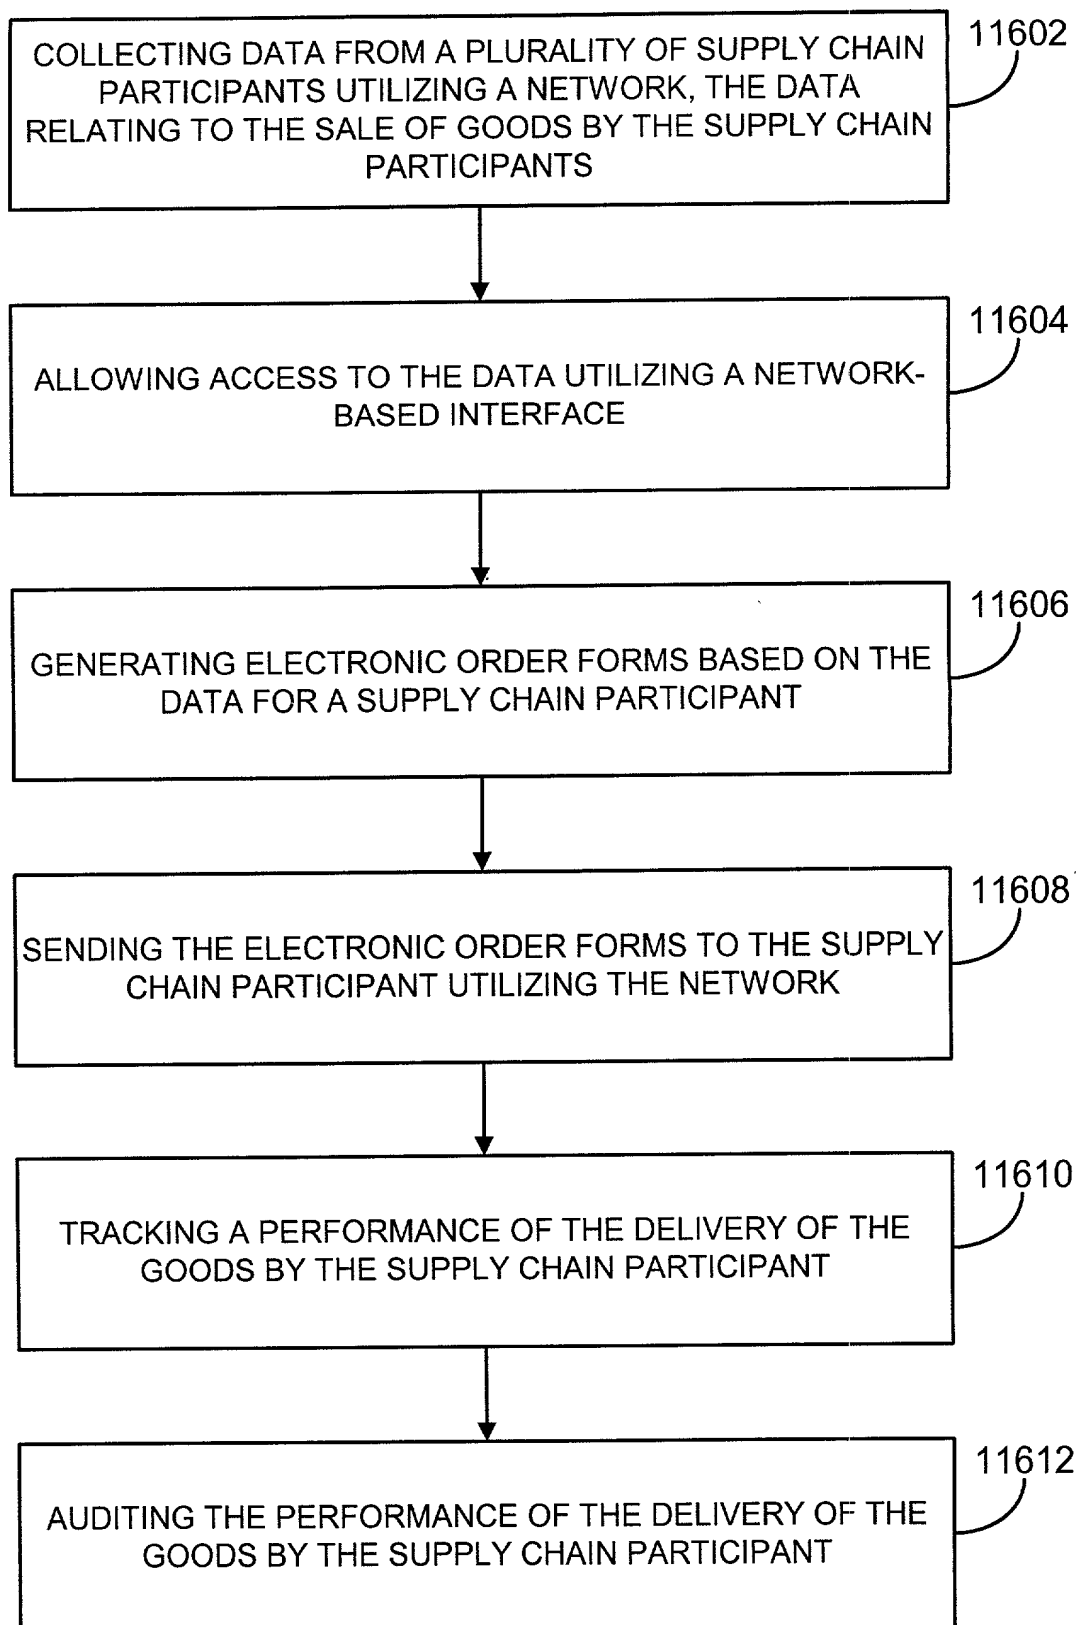 11602
COLLECTING DATA FROM A PLURALITY OF SUPPLY CHAIN
PARTICIPANTS UTILIZING A NETWORK, THE DATA
RELATING TO THE SALE OF GOODS BY THE SUPPLY CHAIN
PARTICIPANTS
11604
ALLOWING ACCESS TO THE DATA UTILIZING A NETWORK-
BASED INTERFACE
11606
GENERATING ELECTRONIC ORDER FORMS BASED ON THE
DATA FOR A SUPPLY CHAIN PARTICIPANT
11608
SENDING THE ELECTRONIC ORDER FORMS TO THE SUPPLY
CHAIN PARTICIPANT UTILIZING THE NETWORK
11610
TRACKING A PERFORMANCE OF THE DELIVERY OF THE
GOODS BY THE SUPPLY CHAIN PARTICIPANT
11612
AUDITING THE PERFORMANCE OF THE DELIVERY OF THE
GOODS BY THE SUPPLY CHAIN PARTICIPANT